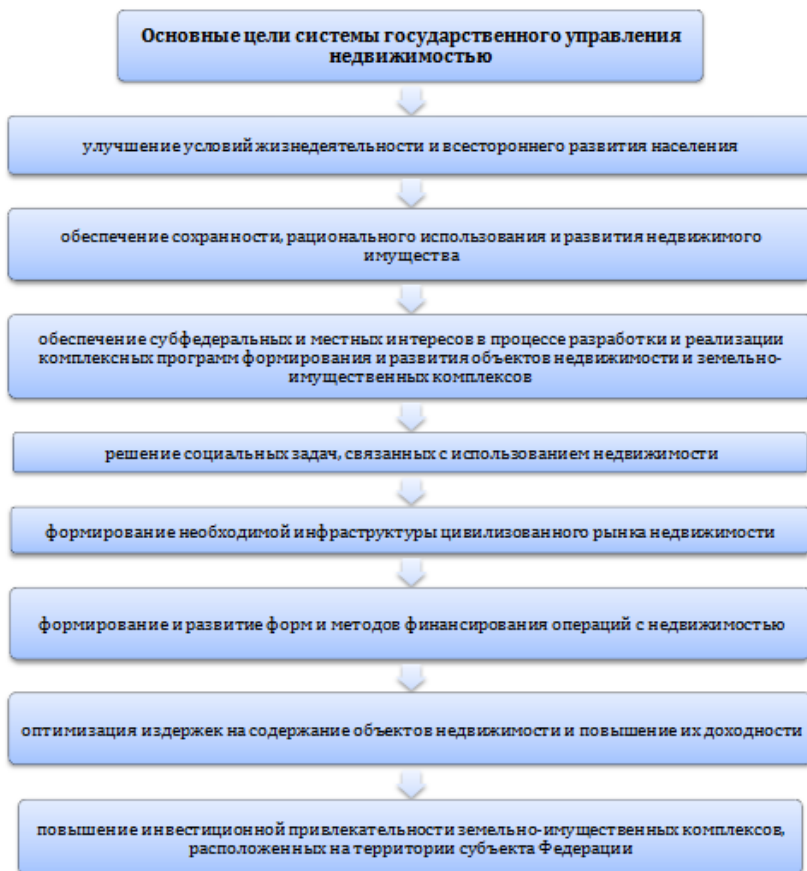 Основные цели системы государственного управления
недвижимостью
улучшение условий жизнедеятельности и всестороннего развития населения
обеспечение сохранности, рационального использования и развития недвижимого
имущества
обеспечение субфедеральных и местных интересов в процессе разработки и реализации
комплексных программ формирования и развития объектов недвижимости и земельно-
имущественных комплексов
решение социальных задач, связанных с использованием недвижимости
формирование необходимой инфраструктуры цивилизованного рынка недвижимости
формирование и развитие форм и методов финансирования операций с недвижимостью
оптимизация издержек на содержание объектов недвижимости и повышение их доходности
повышение инвестиционной привлекательности земельно-имущественных комплексов,
расположенных на территории субъекта Федерации